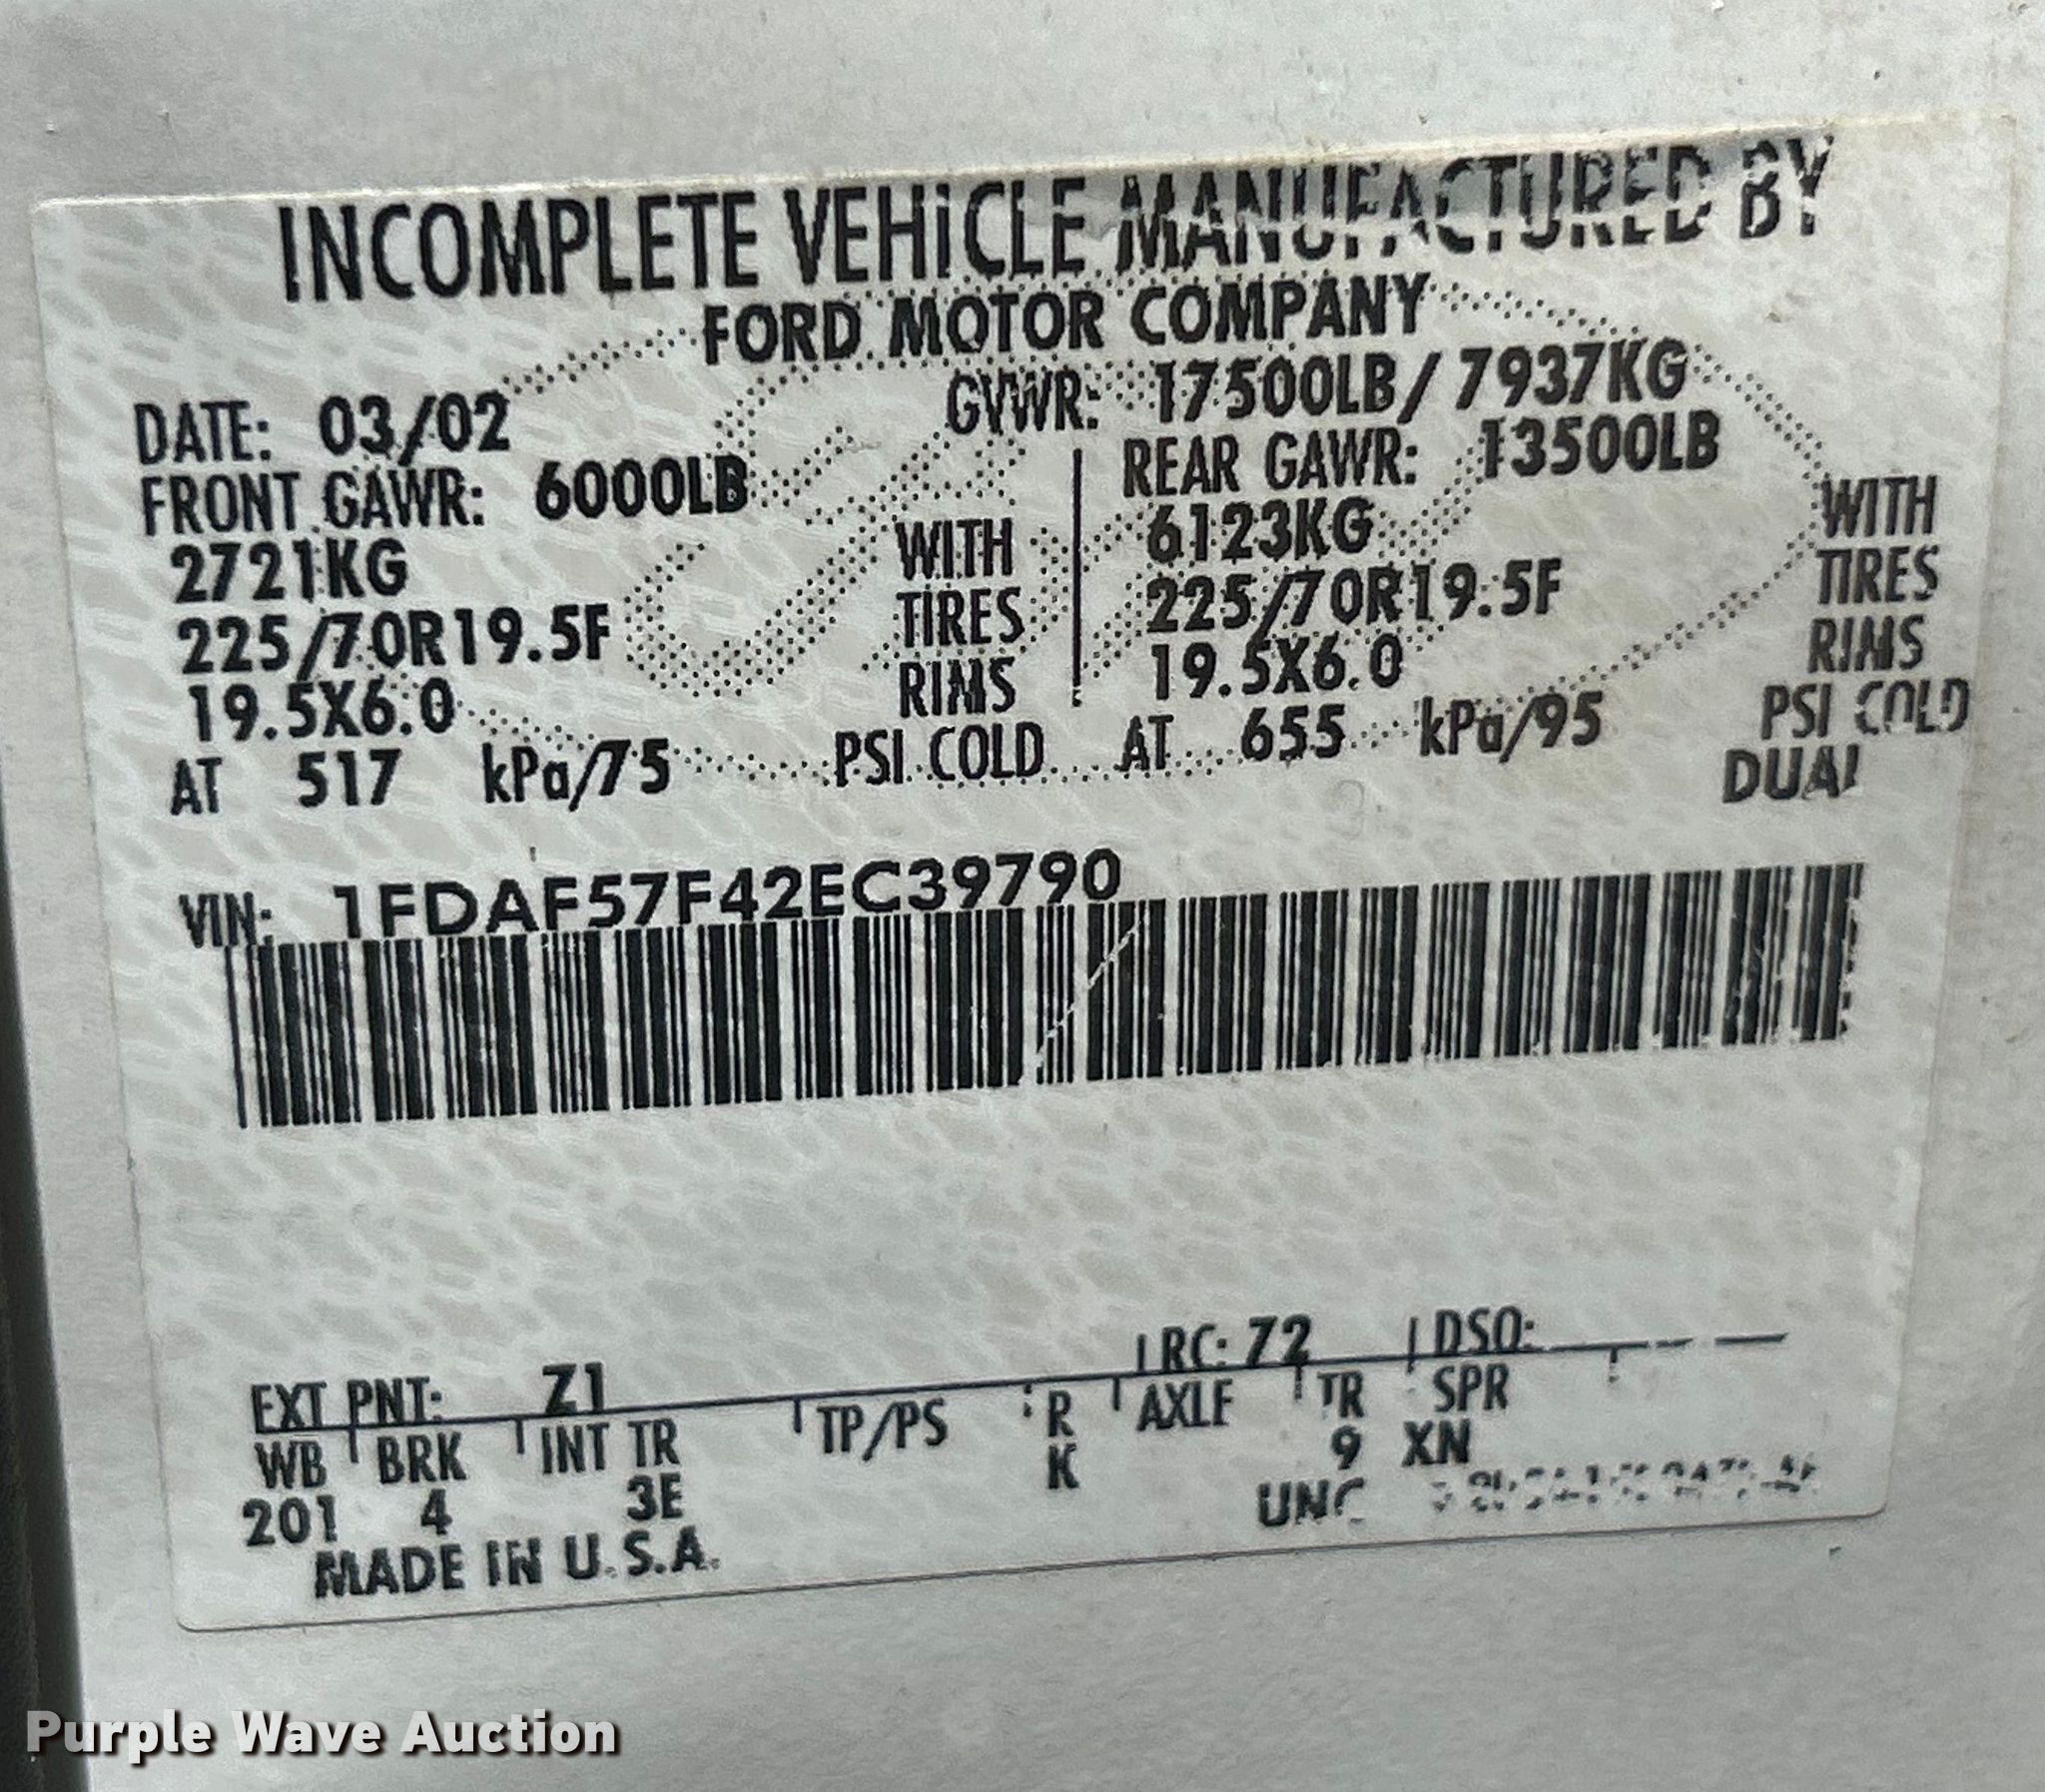 INCOMPLETE VEHICLE MANUFACTURED BY
FORD MOTOR COMPANY
DATE: 03/02 GVWR: 17500LB/ 7937KG
FRONT GAWR: 6000LB REAR GAWR: 13500LB
2721KG WITH 6123KG WITH
225/70R19.5F TIRES 225/70R19.5F TIRES
19.5X6.0 RIMS 19.5X6.0 RIMS
AT 517 kPa/75 PSI COLD AT 655 kPa/95 PSI COLD
DUAL
VIN: 1FDAF57F42EC39790
EXT PNT: Z1 RC: 72 DSO:
WB BRK INT TR TP/PS R AXLE TR SPR
201 4 3E K 9 XN
MADE IN U.S.A. UNC
Purple Wave Auction